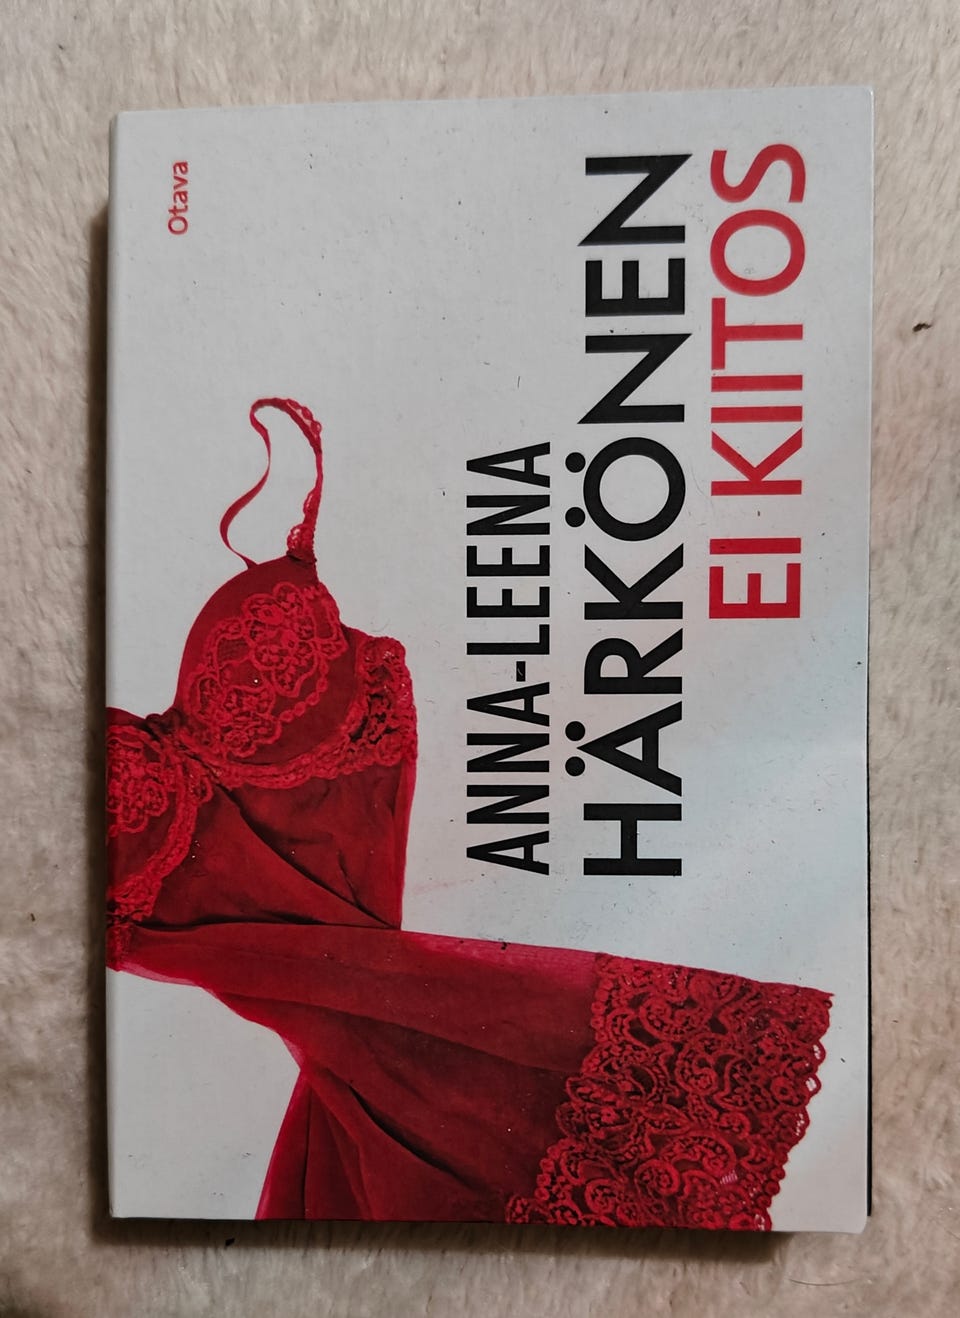 Otava
ANNA-LEENA
HÄRKÖNEN
EI KIITOS